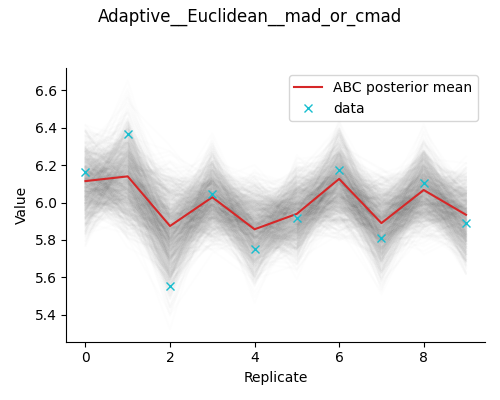 Adaptive__Euclidean__mad_or_cmad
ABC posterior mean
data
Value
6.6
6.4
6.2
6.0
5.8
5.6
5.4
0 2 4 6 8
Replicate